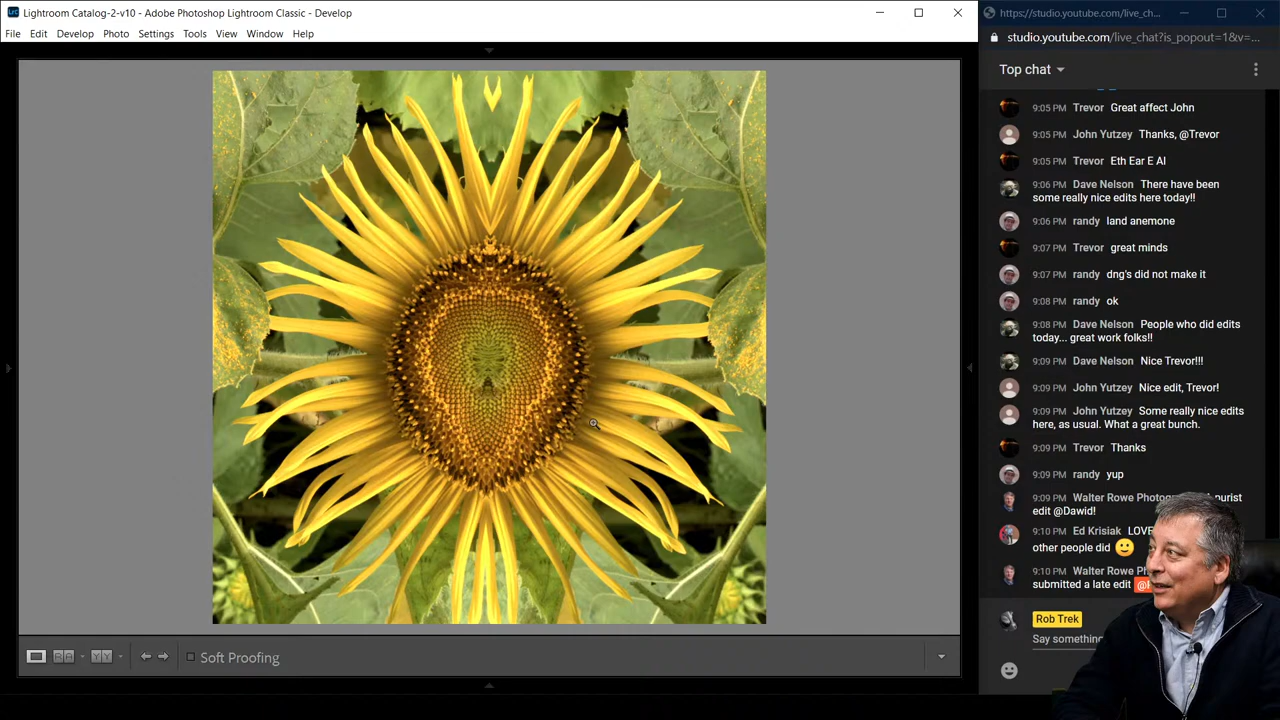 Lightroom Catalog-2-v10 - Adobe Photoshop Lightroom Classic - Develop
File Edit Develop Photo Settings Tools View Window Help
Soft Proofing
https://studio.youtube.com/live_ch...
studio.youtube.com/live_chat?is_popout=1&v=...
Top chat
9:05 PM Trevor Great affect John
9:05 PM John Yutzey Thanks, @Trevor
9:05 PM Trevor Eth Ear E Al
9:06 PM Dave Nelson There have been
some really nice edits here today!!
9:06 PM randy land anemone
9:07 PM Trevor great minds
9:07 PM randy dng's did not make it
9:08 PM randy ok
9:08 PM Dave Nelson People who did edits
today... great work folks!!
9:09 PM Dave Nelson Nice Trevor!!!
9:09 PM John Yutzey Nice edit, Trevor!
9:09 PM John Yutzey Some really nice edits
here, as usual. What a great bunch.
9:09 PM Trevor Thanks
9:09 PM randy yup
9:09 PM Walter Rowe Photog purist
edit @Dawid!
9:10 PM Ed Krisiak LOV
other people did
9:10 PM Walter Rowe Ph
submitted a late edit
Rob Trek
Say something